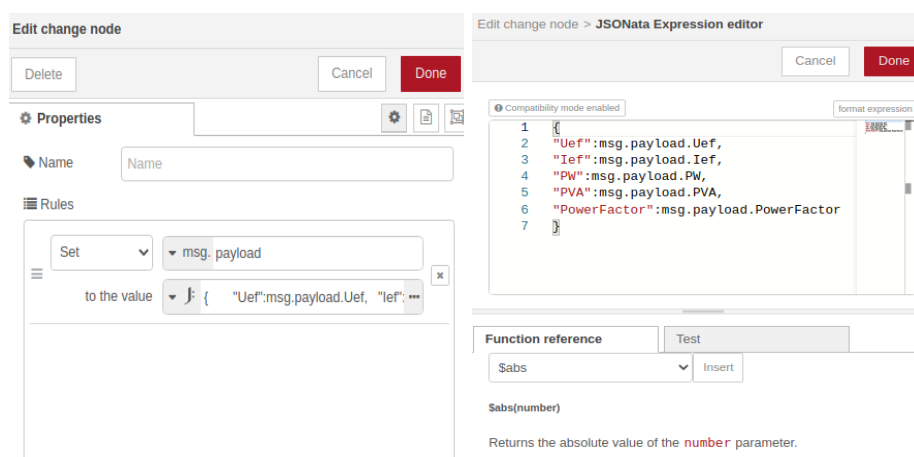 Edit change node
Delete
Cancel
Done
Properties
Name
Name
Rules
Set
msg. payload
to the value
{ "Uef":msg.payload.Uef, "Ief":
Edit change node > JSONata Expression editor
Cancel
Done
Compatibility mode enabled
format expression
1 {
2 "Uef":msg.payload.Uef,
3 "Ief":msg.payload.Ief,
4 "PW":msg.payload.PW,
5 "PVA":msg.payload.PVA,
6 "PowerFactor":msg.payload.PowerFactor
7 }
Function reference
Test
$abs
Insert
$abs(number)
Returns the absolute value of the number parameter.